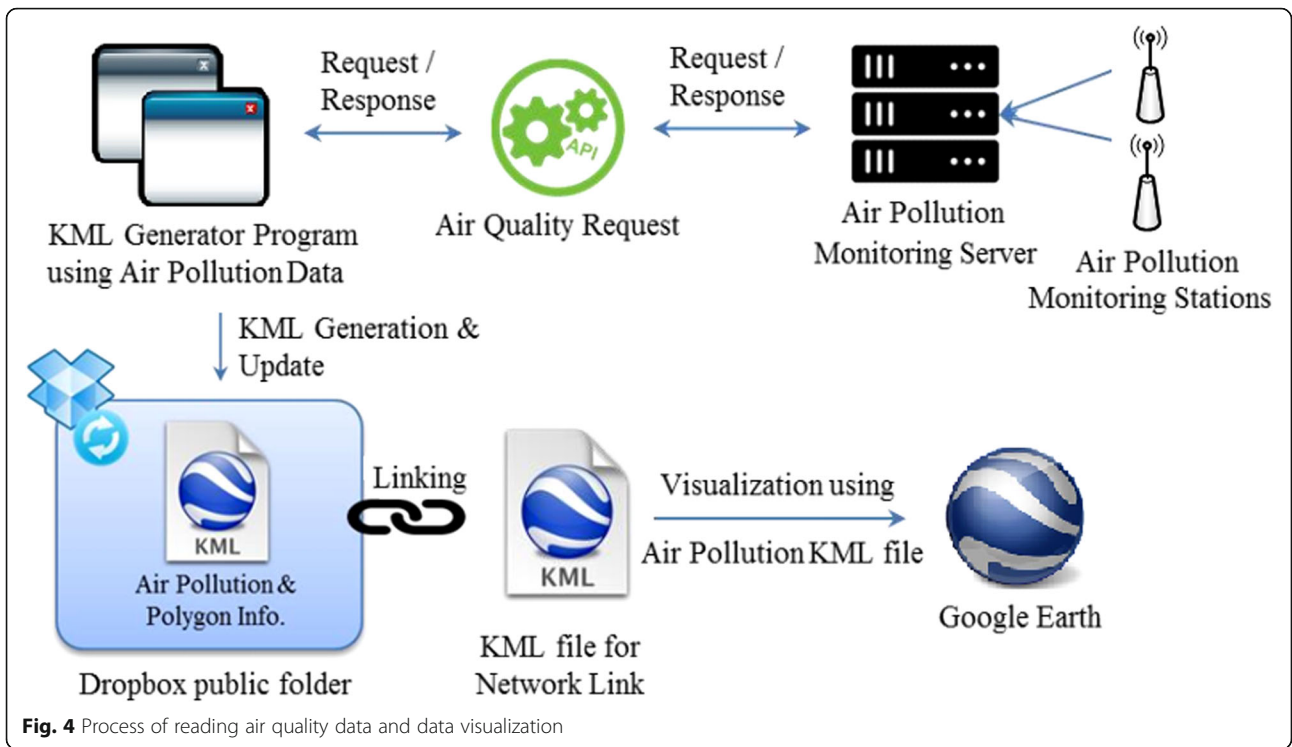 Request /
Response
Request /
Response
API
KML Generator Program
using Air Pollution Data
Air Quality Request
Air Pollution
Monitoring Server
Air Pollution
Monitoring Stations
KML Generation &
Update
KML
Air Pollution &
Polygon Info.
Dropbox public folder
Linking
KML
KML file for
Network Link
Visualization using
Air Pollution KML file
Google Earth
Fig. 4 Process of reading air quality data and data visualization